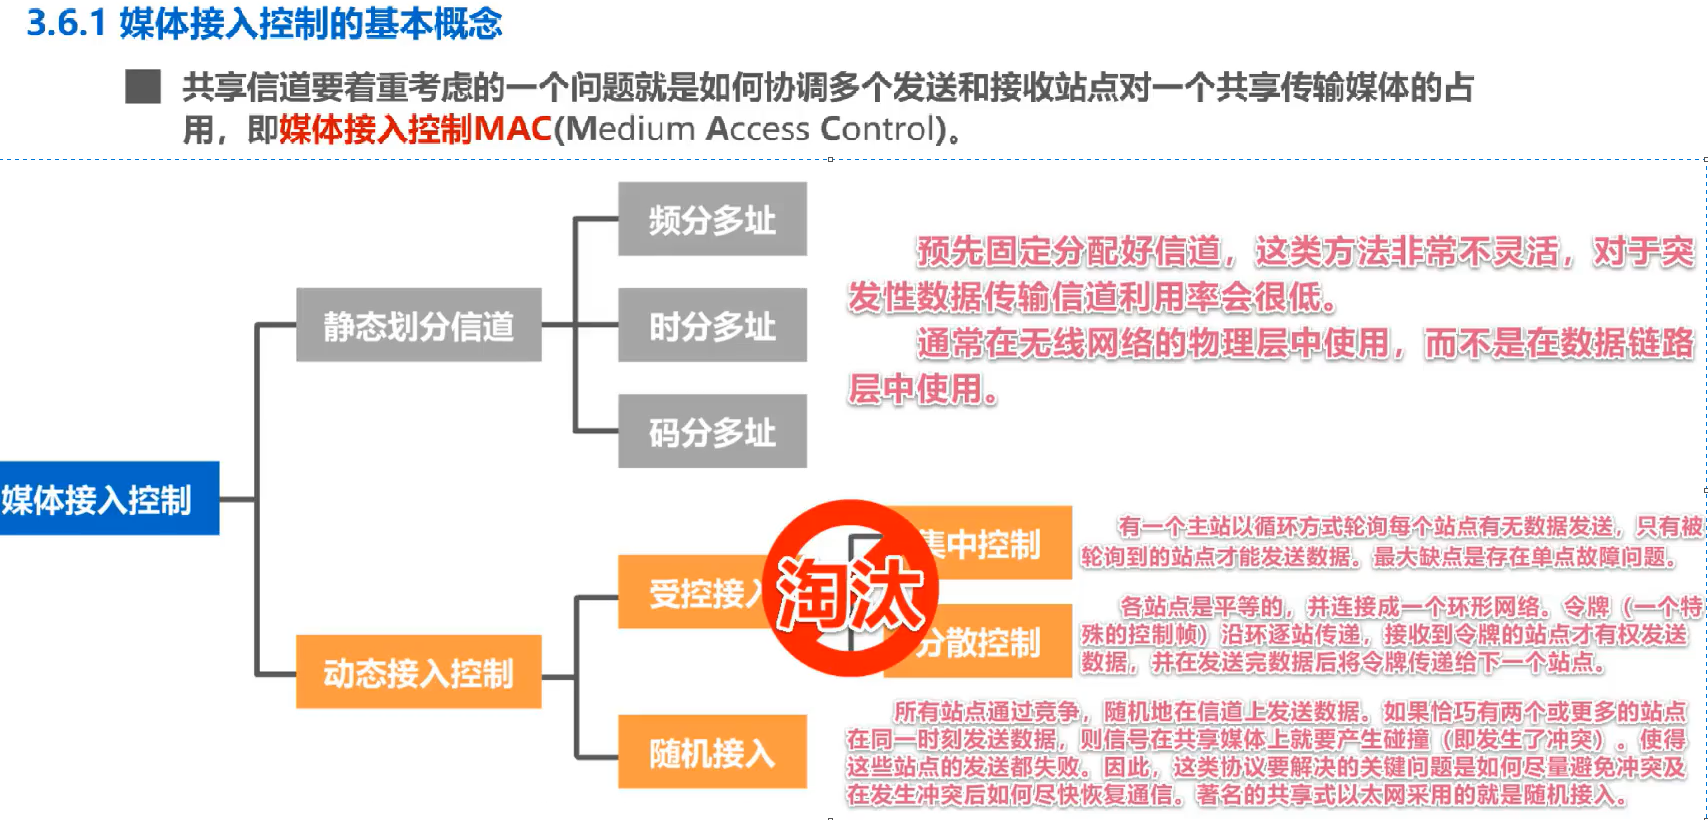 3.6.1 媒体接入控制的基本概念
共享信道要着重考虑的一个问题就是如何协调多个发送和接收站点对一个共享传输媒体的占
用，即媒体接入控制MAC(Medium Access Control)。
频分多址
预先固定分配好信道，这类方法非常不灵活，对于突
发性数据传输信道利用率会很低。
静态划分信道
时分多址
通常在无线网络的物理层中使用，而不是在数据链路
层中使用。
码分多址
媒体接入控制
集中控制
有一个主站以循环方式轮询每个站点有无数据发送，只有被
轮询到的站点才能发送数据。最大缺点是存在单点故障问题。
受控接入
淘汰
分散控制
各站点是平等的，并连接成一个环形网络。令牌（一个特
殊的控制帧）沿环逐站传递，接收到令牌的站点才有权发送
数据，并在发送完数据后将令牌传递给下一个站点。
动态接入控制
随机接入
所有站点通过竞争，随机地在信道上发送数据。如果恰巧有两个或更多的站点
在同一时刻发送数据，则信号在共享媒体上就要产生碰撞（即发生了冲突）。使得
这些站点的发送都失败。因此，这类协议要解决的关键问题是如何尽量避免冲突及
在发生冲突后如何尽快恢复通信。著名的共享式以太网采用的就是随机接入。